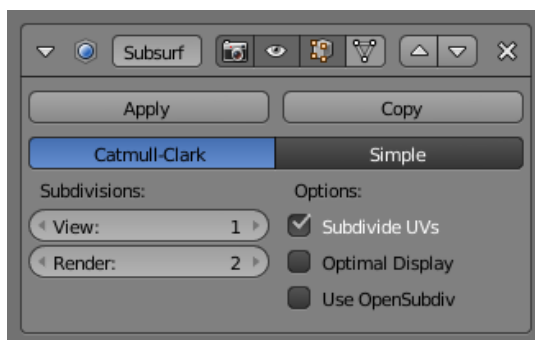 Subsurf
Apply Copy
Catmull-Clark Simple
Subdivisions: Options:
View: 1 Subdivide UVs
Render: 2 Optimal Display
Use OpenSubdiv